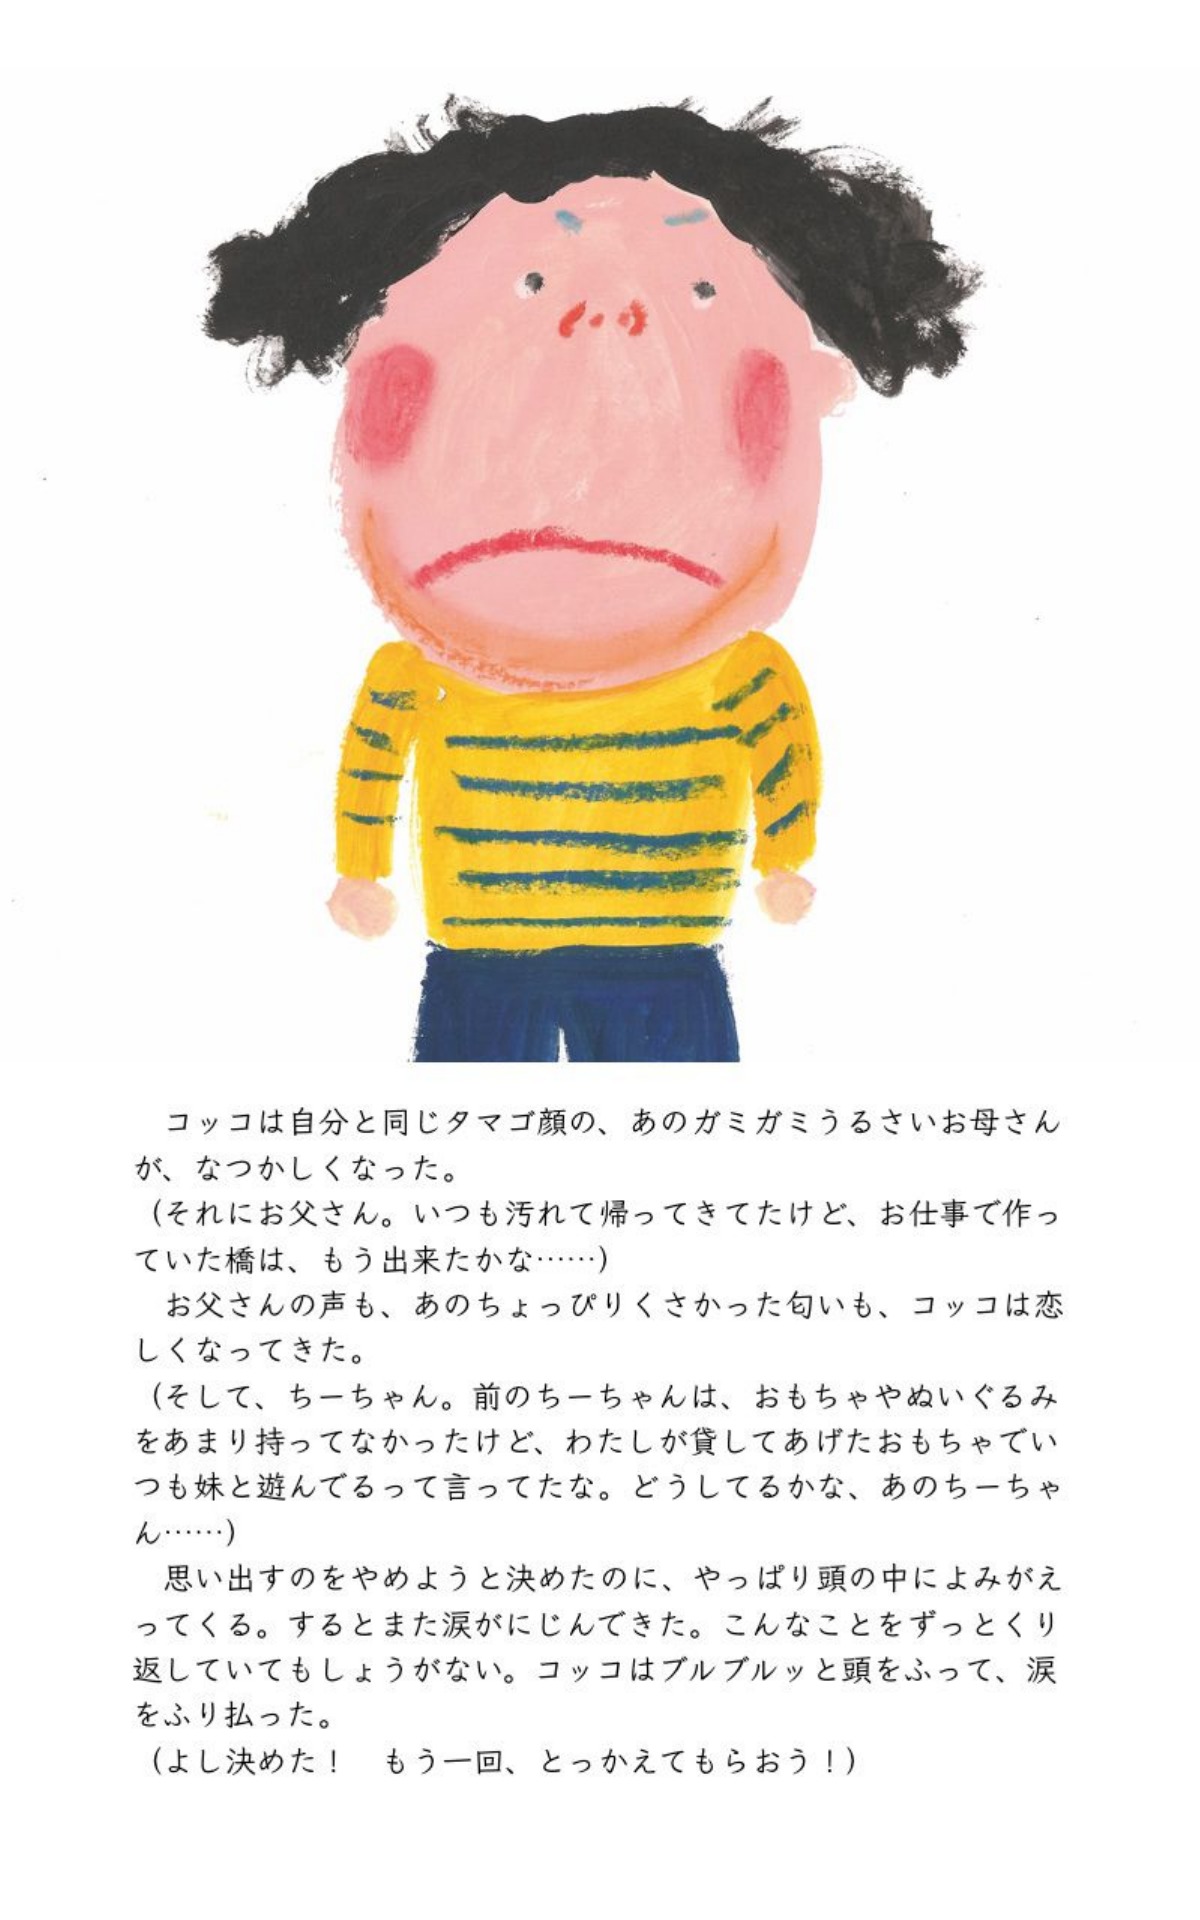 コッコは自分と同じタマゴ顔の、あのガミガミうるさいお母さん
が、なつかしくなった。
（それにお父さん。いつも汚れて帰ってきてたけど、お仕事で作っ
ていた橋は、もう出来たかな……）
　お父さんの声も、あのちょっぴりくさかった匂いも、コッコは恋
しくなってきた。
（そして、ちーちゃん。前のちーちゃんは、おもちゃやぬいぐるみ
をあまり持ってなかったけど、わたしが貸してあげたおもちゃでい
つも妹と遊んでるって言ってたな。どうしてるかな、あのちーちゃ
ん……）
　思い出すのをやめようと決めたのに、やっぱり頭の中によみがえ
ってくる。するとまた涙がにじんできた。こんなことをずっとくり
返していてもしょうがない。コッコはブルブルッと頭をふって、涙
をふり払った。
（よし決めた！　もう一回、とっかえてもらおう！）